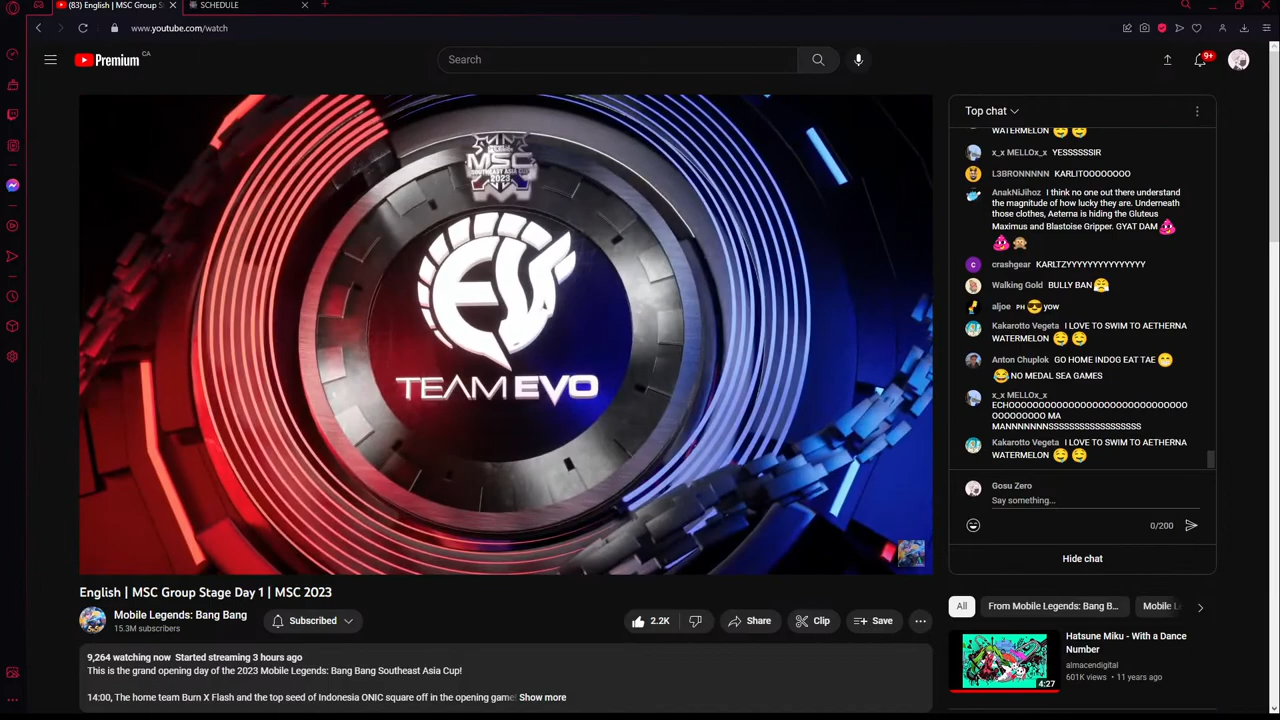 (83) English | MSC Group S
SCHEDULE
www.youtube.com/watch
Premium
CA
Search
9+
MSC
SOUTHEAST ASIA CUP
2023
TEAM EVO
Top chat
WATERMELON
x_x MELLOx_x YESSSSSSIR
L3BRONNNNN KARLITOOOOOOOO
AnakNiJihoz I think no one out there understand
the magnitude of how lucky they are. Underneath
those clothes, Aeterna is hiding the Gluteus
Maximus and Blastoise Gripper. GYAT DAM 💩
💩 🙊
C crashgear KARLTZYYYYYYYYYYYYYYY
Walking Gold BULLY BAN 😤
aljoe PH 😎 yow
Kakarotto Vegeta I LOVE TO SWIM TO AETHERNA
WATERMELON
Anton Chuplok GO HOME INDOG EAT TAE 😁
😂 NO MEDAL SEA GAMES
x_x MELLOx_x
ECHOOOOOOOOOOOOOOOOOOOOOOOOOOOOO
OOOOOOOOO MA
MANNNNNNNSSSSSSSSSSSSSSSSSS
Kakarotto Vegeta I LOVE TO SWIM TO AETHERNA
WATERMELON
Gosu Zero
Say something...
0/200
Hide chat
English | MSC Group Stage Day 1 | MSC 2023
Mobile Legends: Bang Bang
15.3M subscribers
Subscribed
2.2K
Share
Clip
Save
9,264 watching now Started streaming 3 hours ago
This is the grand opening day of the 2023 Mobile Legends: Bang Bang Southeast Asia Cup!
14:00, The home team Burn X Flash and the top seed of Indonesia ONIC square off in the opening game Show more
All
From Mobile Legends: Bang B...
Mobile L
Hatsune Miku - With a Dance
Number
almacendigital
601K views • 11 years ago
4:27